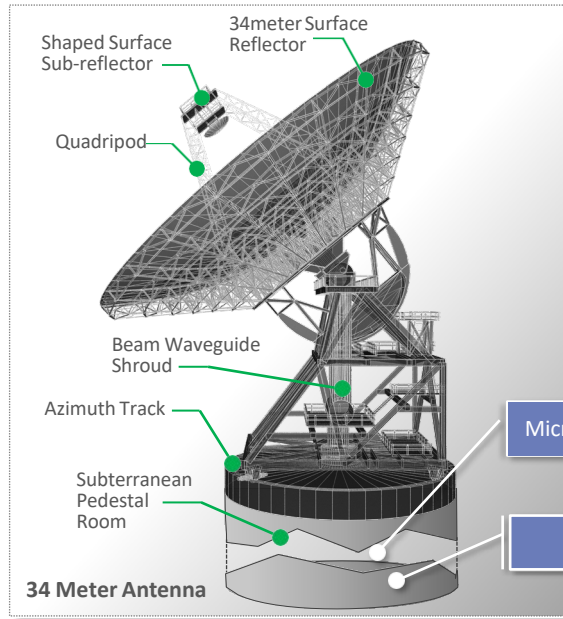 34meter Surface
Reflector
Shaped Surface
Sub-reflector
Quadripod
Beam Waveguide
Shroud
Azimuth Track
Subterranean
Pedestal
Room
34 Meter Antenna